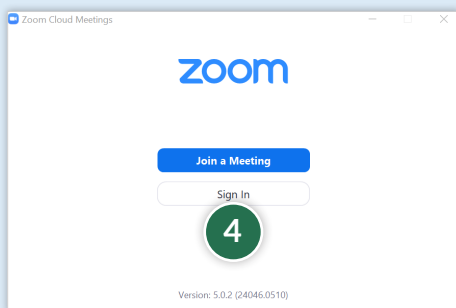 Zoom Cloud Meetings
zoom
Join a Meeting
Sign In
4
Version: 5.0.2 (24046.0510)